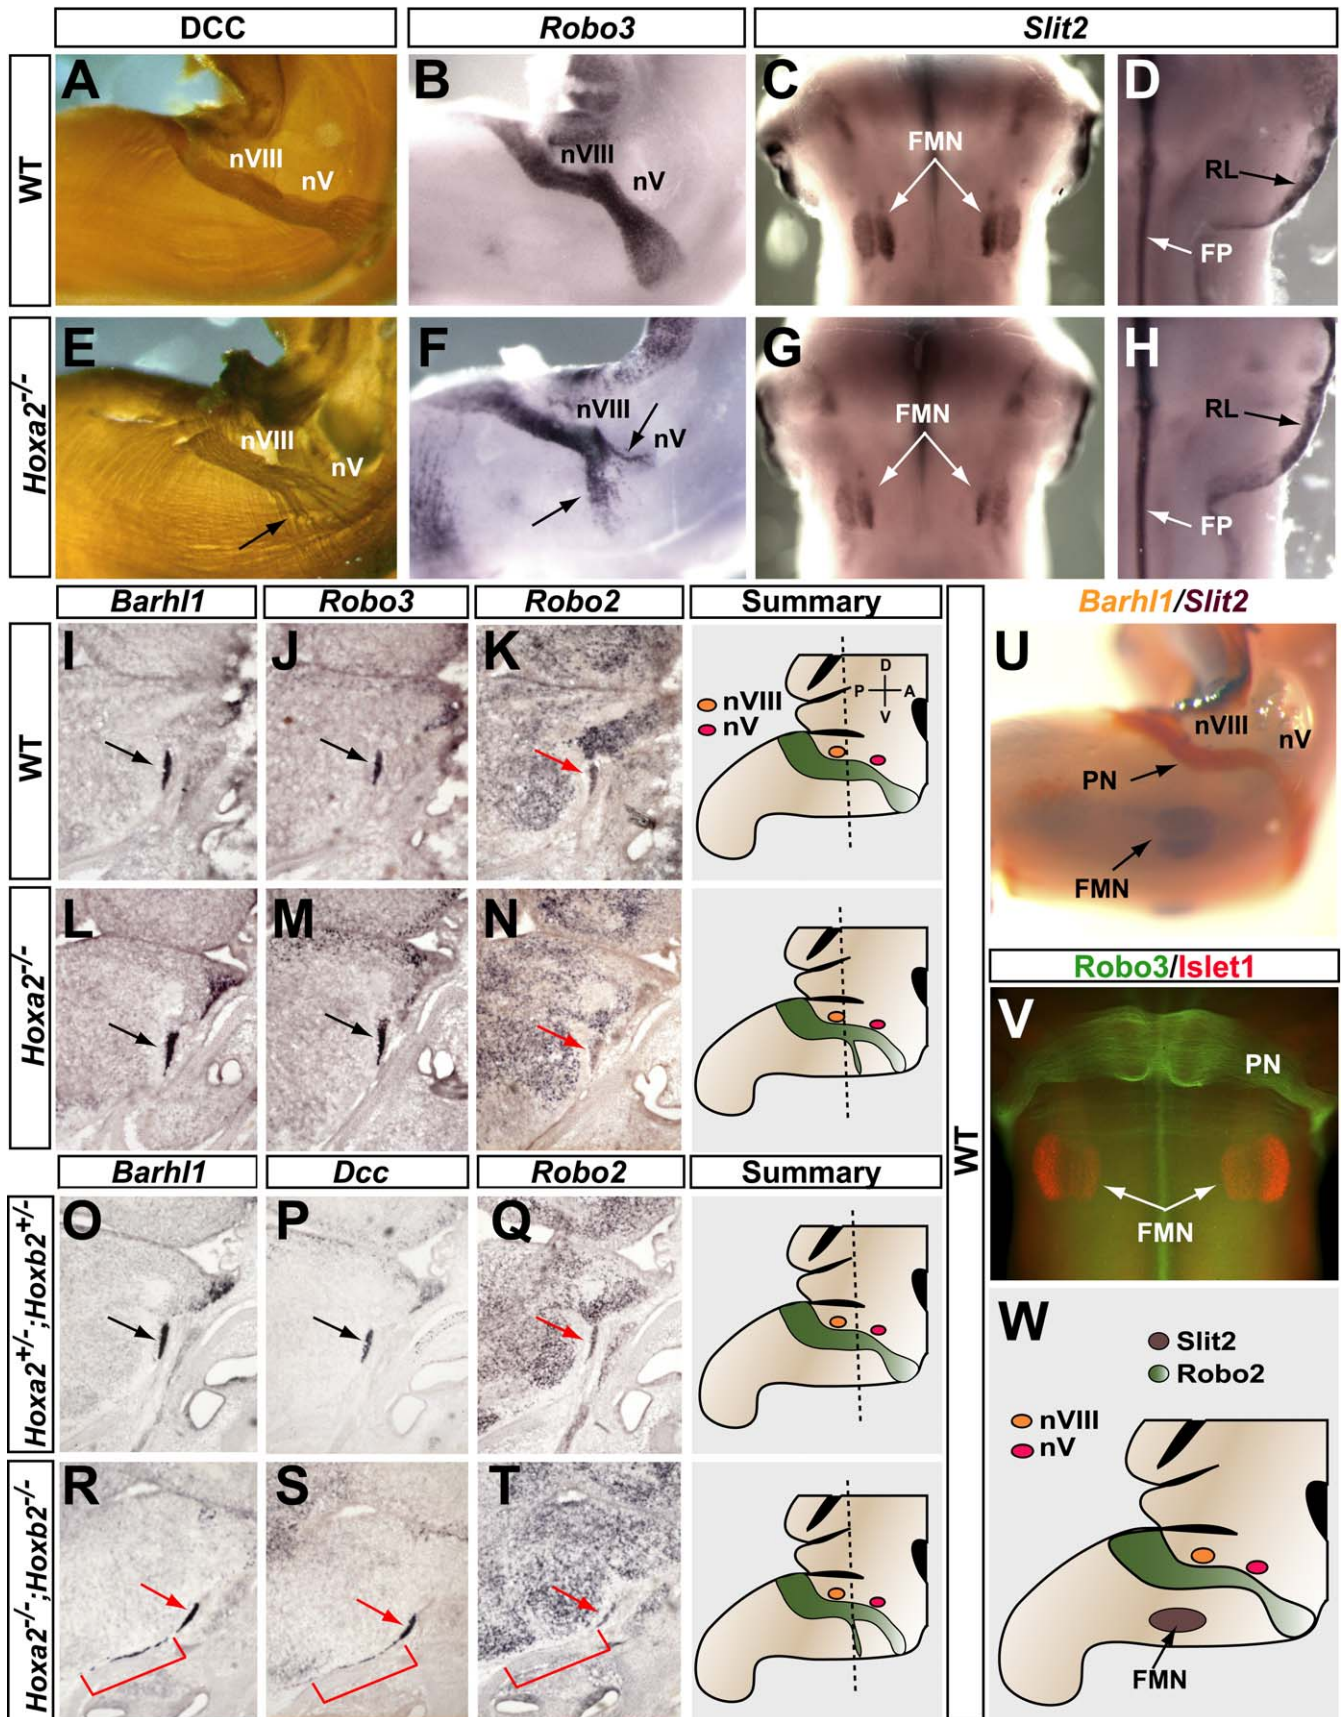 DCC
Robo3
Slit2
WT
A
nVIII
nV
B
nVIII
nV
C
FMN
D
RL
FP
Hoxa2-/-
E
nVIII
nV
F
nVIII
nV
G
FMN
H
RL
FP
Barhl1
Robo3
Robo2
Summary
WT
I
J
K
nVIII
nV
D
P
A
V
Hoxa2-/-
L
M
N
Barhl1
Dcc
Robo2
Summary
Hoxa2+/-;Hoxb2+/-
O
P
Q
Hoxa2-/-;Hoxb2-/-
R
S
T
WT
Barhl1/Slit2
U
nVIII
nV
PN
FMN
Robo3/Islet1
V
PN
FMN
W
Slit2
Robo2
nVIII
nV
FMN